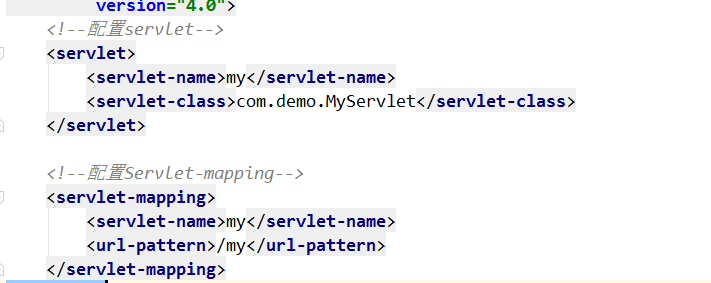 version="4.0">
<!--配置servlet-->
<servlet>
<servlet-name>my</servlet-name>
<servlet-class>com.demo.MyServlet</servlet-class>
</servlet>
<!--配置Servlet-mapping-->
<servlet-mapping>
<servlet-name>my</servlet-name>
<url-pattern>/my</url-pattern>
</servlet-mapping>